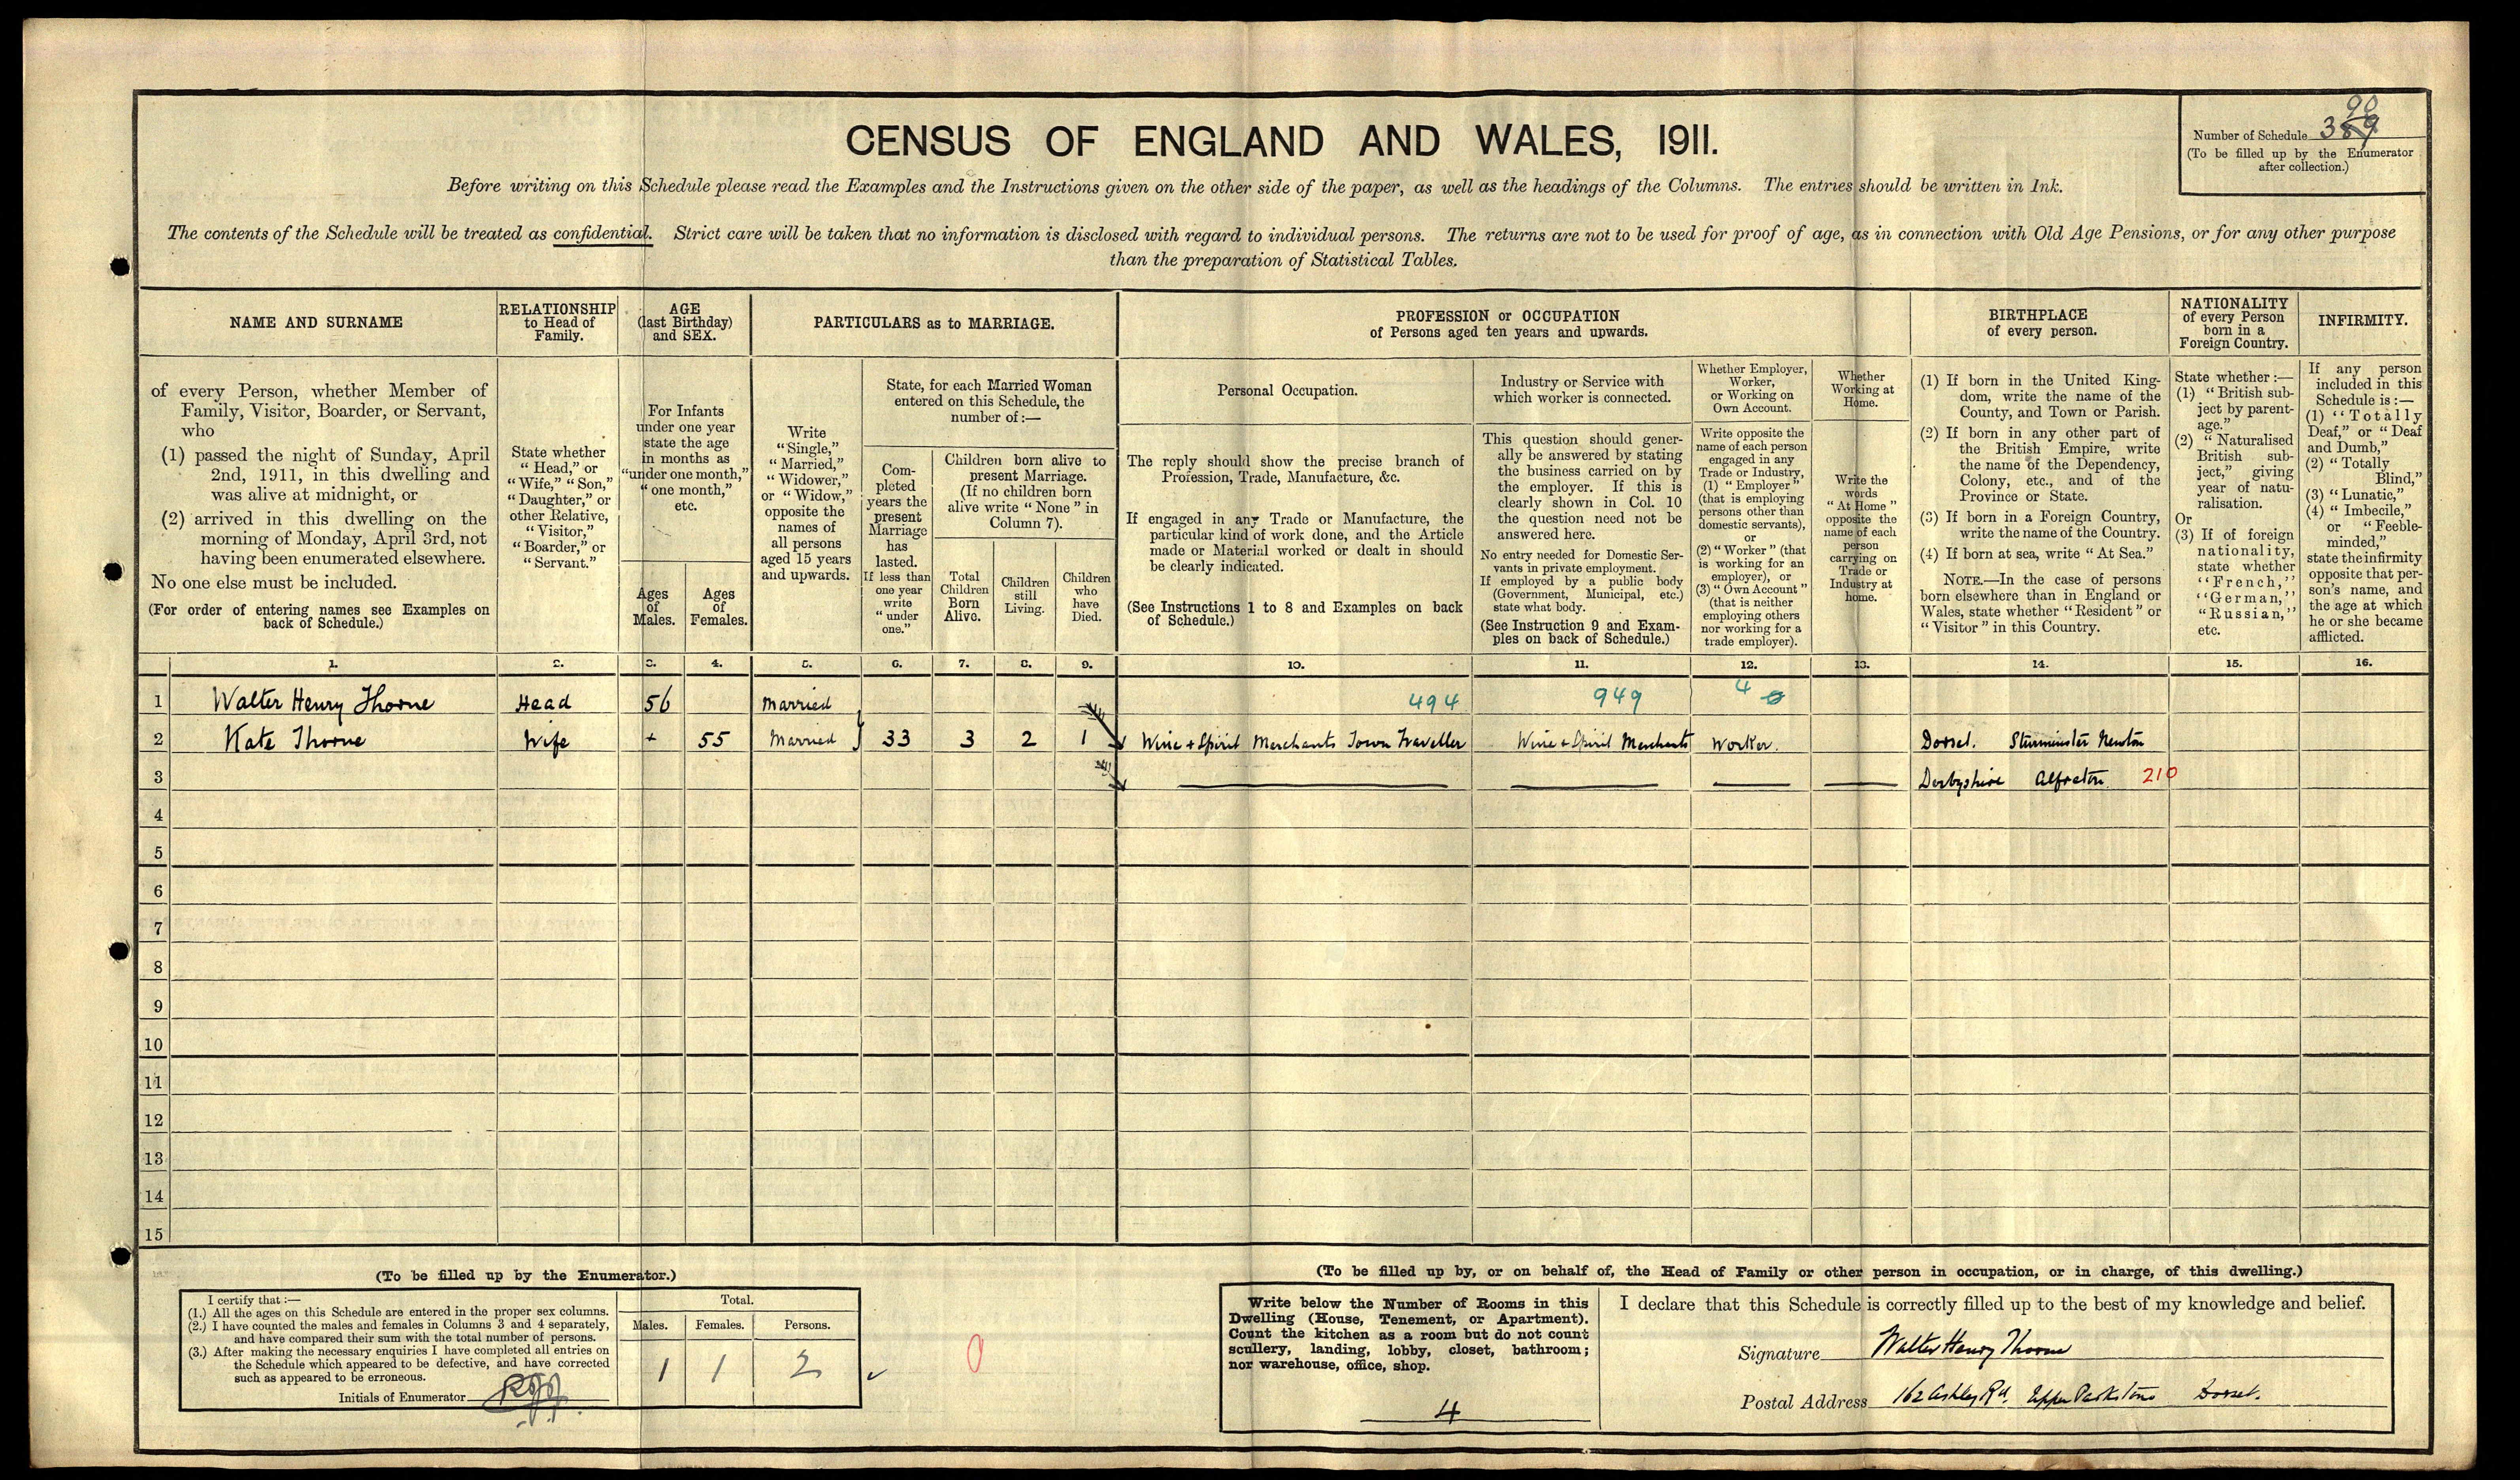 CENSUS OF ENGLAND AND WALES, 1911.
Number of Schedule 389 90
(To be filled up by the Enumerator
after collection.)
Before writing on this Schedule please read the Examples and the Instructions given on the other side of the paper, as well as the headings of the Columns. The entries should be written in Ink.
The contents of the Schedule will be treated as confidential. Strict care will be taken that no information is disclosed with regard to individual persons. The returns are not to be used for proof of age, as in connection with Old Age Pensions, or for any other purpose
than the preparation of Statistical Tables.
NAME AND SURNAME
of every Person, whether Member of
Family, Visitor, Boarder, or Servant,
who
(1) passed the night of Sunday, April
2nd, 1911, in this dwelling and
was alive at midnight, or
(2) arrived in this dwelling on the
morning of Monday, April 3rd, not
having been enumerated elsewhere.
No one else must be included.
(For order of entering names see Examples on
back of Schedule.)
RELATIONSHIP
to Head of
Family.
State whether
"Head," or
"Wife," "Son,"
"Daughter," or
other Relative,
"Visitor,"
"Boarder," or
"Servant."
AGE
(last Birthday)
and SEX.
For Infants
under one year
state the age
in months as
"under one month,"
"one month,"
etc.
Ages
of
Males.
Ages
of
Females.
PARTICULARS as to MARRIAGE.
Write
"Single,"
"Married,"
"Widower,"
or "Widow,"
opposite the
names of
all persons
aged 15 years
and upwards.
State, for each Married Woman
entered on this Schedule, the
number of :—
Com-
pleted
years the
present
Marriage
has
lasted.
If less than
one year
write
"under
one."
Children born alive to
present Marriage.
(If no children born
alive write "None" in
Column 7).
Total
Children
Born
Alive.
Children
still
Living.
Children
who
have
Died.
PROFESSION or OCCUPATION
of Persons aged ten years and upwards.
Personal Occupation.
The reply should show the precise branch of
Profession, Trade, Manufacture, &c.
If engaged in any Trade or Manufacture, the
particular kind of work done, and the Article
made or Material worked or dealt in should
be clearly indicated.
(See Instructions 1 to 8 and Examples on back
of Schedule.)
Industry or Service with
which worker is connected.
This question should gener-
ally be answered by stating
the business carried on by
the employer. If this is
clearly shown in Col. 10
the question need not be
answered here.
No entry needed for Domestic Ser-
vants in private employment.
If employed by a public body
(Government, Municipal, etc.)
state what body.
(See Instruction 9 and Exam-
ples on back of Schedule.)
Whether Employer,
Worker,
or Working on
Own Account.
Write opposite the
name of each person
engaged in any
Trade or Industry,
(1) "Employer"
(that is employing
persons other than
domestic servants),
or
(2) "Worker" (that
is working for an
employer), or
(3) "Own Account"
(that is neither
employing others
nor working for a
trade employer).
Whether
Working at
Home.
Write the
words
"At Home"
opposite the
name of each
person
carrying on
Trade or
Industry at
home.
BIRTHPLACE
of every person.
(1) If born in the United King-
dom, write the name of the
County, and Town or Parish.
(2) If born in any other part of
the British Empire, write
the name of the Dependency,
Colony, etc., and of the
Province or State.
(3) If born in a Foreign Country,
write the name of the Country.
(4) If born at sea, write "At Sea."
NOTE.—In the case of persons
born elsewhere than in England or
Wales, state whether "Resident" or
"Visitor" in this Country.
NATIONALITY
of every Person
born in a
Foreign Country.
State whether :—
(1) "British sub-
ject by parent-
age."
(2) "Naturalised
British sub-
ject," giving
year of natu-
ralisation.
Or
(3) If of foreign
nationality,
state whether
"French,"
"German,"
"Russian,"
etc.
INFIRMITY.
If any person
included in this
Schedule is :—
(1) "Totally
Deaf," or "Deaf
and Dumb,"
(2) "Totally
Blind,"
(3) "Lunatic,"
(4) "Imbecile,"
or "Feeble-
minded,"
state the infirmity
opposite that per-
son's name, and
the age at which
he or she became
afflicted.
1. 2. 3. 4. 5. 6. 7. 8. 9. 10. 11. 12. 13. 14. 15. 16.
1 Walter Henry Thorne Head 56 Married 494 949 4 0
2 Kate Thorne Wife + 55 Married 33 3 2 1 Wine + Spirit Merchants Town Traveller Wine + Spirit Merchants Worker. Dorset. Sturminster Newton
3 Derbyshire Alfreton 210
4
5
6
7
8
9
10
11
12
13
14
15
(To be filled up by the Enumerator.)
I certify that :—
(1.) All the ages on this Schedule are entered in the proper sex columns.
(2.) I have counted the males and females in Columns 3 and 4 separately,
and have compared their sum with the total number of persons.
(3.) After making the necessary enquiries I have completed all entries on
the Schedule which appeared to be defective, and have corrected
such as appeared to be erroneous.
Initials of Enumerator
Total.
Males. Females. Persons.
1 1 2
0
(To be filled up by, or on behalf of, the Head of Family or other person in occupation, or in charge, of this dwelling.)
Write below the Number of Rooms in this
Dwelling (House, Tenement, or Apartment).
Count the kitchen as a room but do not count
scullery, landing, lobby, closet, bathroom;
nor warehouse, office, shop.
4
I declare that this Schedule is correctly filled up to the best of my knowledge and belief.
Signature Walter Henry Thorne
Postal Address 162 Ashley Rd. Upper Parkstone Dorset.